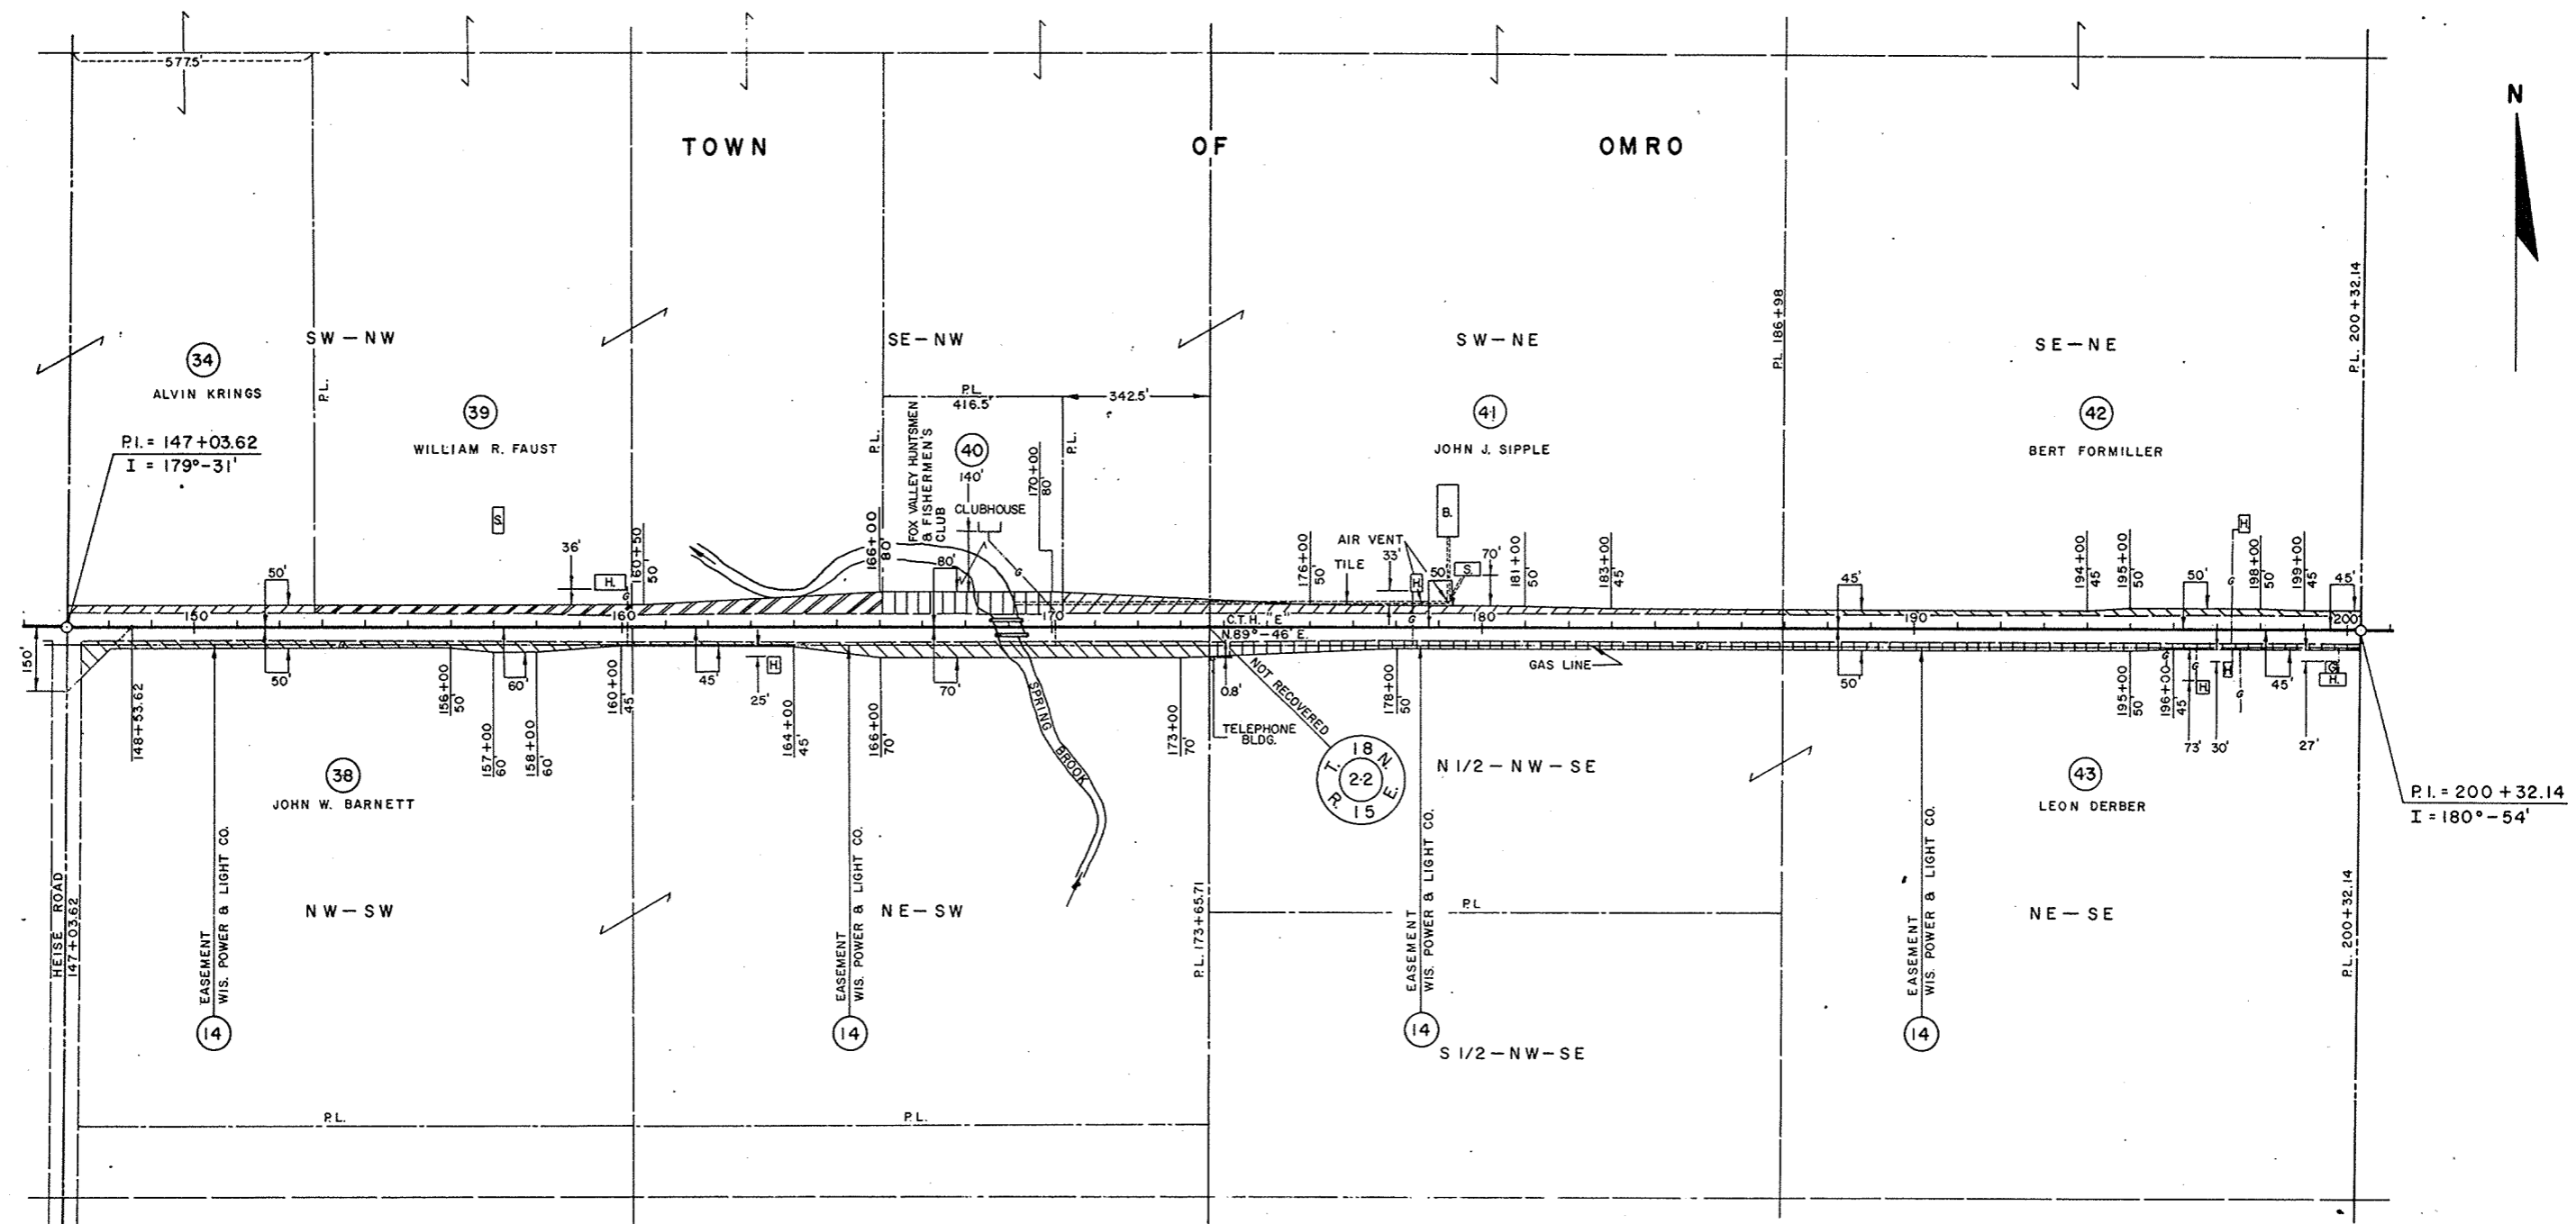 577.5'
N
TOWN OF OMRO
P.L. 186+98
P.L. 200+32.14
SW-NW
SE-NW
SW-NE
SE-NE
34
ALVIN KRINGS
P.L.
39
WILLIAM R. FAUST
P.I. = 147+03.62
I = 179°-31'
P.L.
416.5'
342.5'
P.L.
P.L.
FOX VALLEY HUNTSMEN
& FISHERMEN'S
CLUB
40
140'
CLUBHOUSE
170+00
80'
41
JOHN J. SIPPLE
42
BERT FORMILLER
S.
B.
H.
36'
H.
160+50
50'
166+00
80'
80'
176+00
50'
AIR VENT
TILE
33'
H.
50'
S.
70'
181+00
50'
183+00
45'
45'
194+00
45'
195+00
50'
50'
198+00
50'
199+00
45'
45'
50'
G
G
G
150
160
170
C.T.H. "E"
180
190
200
N.89°-46' E.
G
150'
148+53.62
50'
156+00
50'
157+00
60'
60'
158+00
60'
160+00
45'
45'
25'
H.
164+00
45'
166+00
70'
70'
173+00
70'
0.8'
TELEPHONE
BLDG.
NOT RECOVERED
178+00
50'
GAS LINE
G
50'
195+00
50'
196+00
45'
G
G
H.
73'
H.
30'
G
45'
27'
G
H.
SPRING BROOK
T. 18 N.
22
R. 15 E.
N 1/2-NW-SE
38
JOHN W. BARNETT
43
LEON DERBER
P.I. = 200+32.14
I = 180°-54'
HEISE ROAD
147+03.62
EASEMENT
WIS. POWER & LIGHT CO.
14
NW-SW
EASEMENT
WIS. POWER & LIGHT CO.
14
NE-SW
P.L. 173+65.71
EASEMENT
WIS. POWER & LIGHT CO.
14
P.L.
EASEMENT
WIS. POWER & LIGHT CO.
14
NE-SE
P.L. 200+32.14
S 1/2-NW-SE
P.L.
P.L.